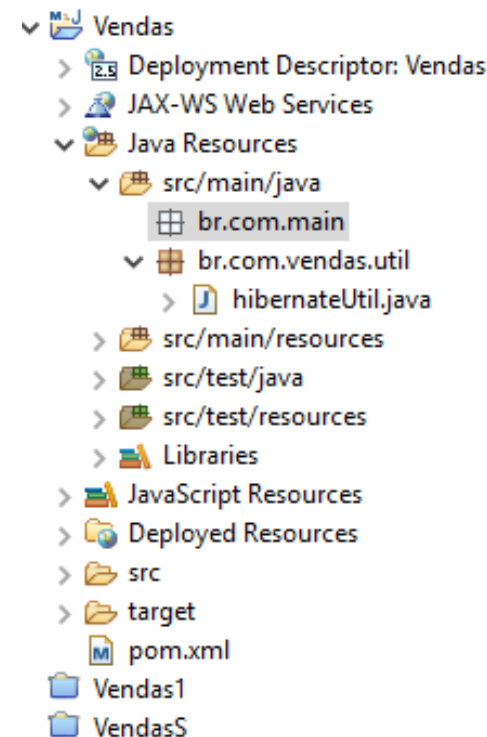 Vendas
2.5 Deployment Descriptor: Vendas
JAX-WS Web Services
Java Resources
src/main/java
br.com.main
br.com.vendas.util
J hibernateUtil.java
src/main/resources
src/test/java
src/test/resources
Libraries
JavaScript Resources
Deployed Resources
src
target
M pom.xml
Vendas1
VendasS